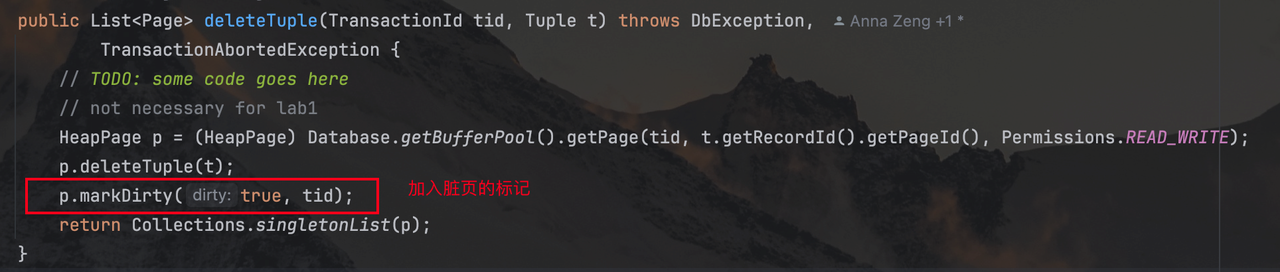 public List<Page> deleteTuple(TransactionId tid, Tuple t) throws DbException, Anna Zeng +1 *
TransactionAbortedException {
// TODO: some code goes here
// not necessary for lab1
HeapPage p = (HeapPage) Database.getBufferPool().getPage(tid, t.getRecordId().getPageId(), Permissions.READ_WRITE);
p.deleteTuple(t);
p.markDirty( dirty: true, tid); 加入脏页的标记
return Collections.singletonList(p);
}